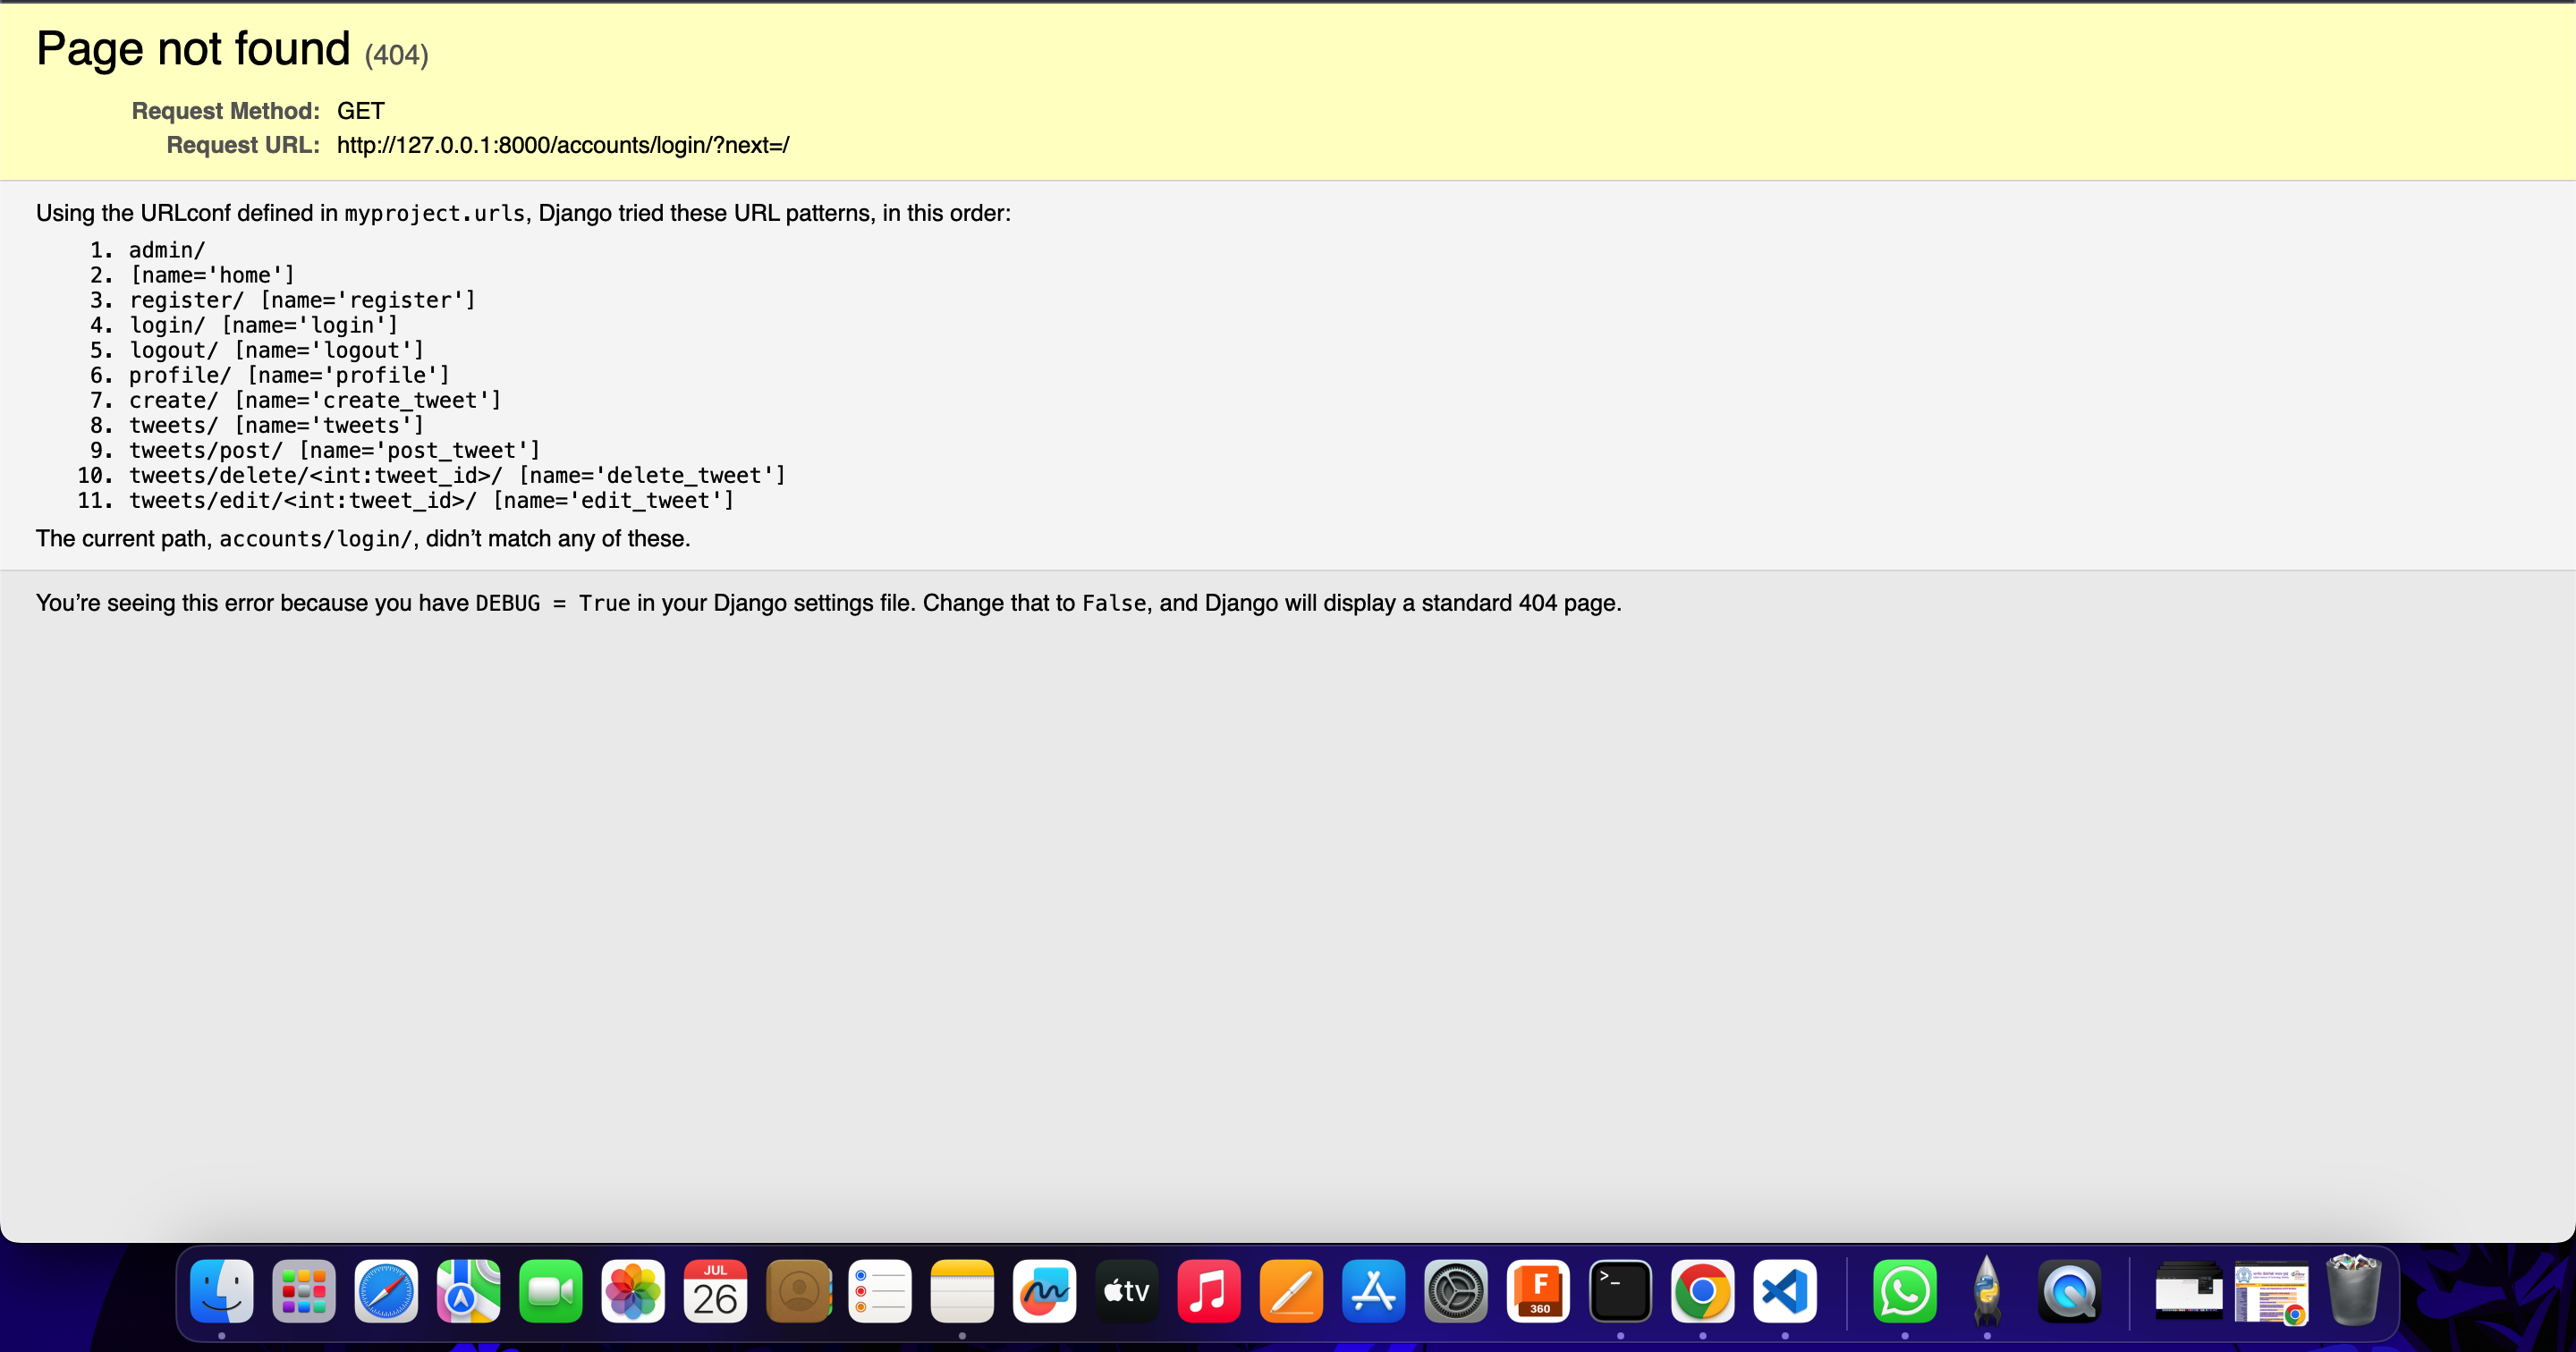 Page not found (404)
Request Method: GET
Request URL: http://127.0.0.1:8000/accounts/login/?next=/
Using the URLconf defined in myproject.urls, Django tried these URL patterns, in this order:
1. admin/
2. [name='home']
3. register/ [name='register']
4. login/ [name='login']
5. logout/ [name='logout']
6. profile/ [name='profile']
7. create/ [name='create_tweet']
8. tweets/ [name='tweets']
9. tweets/post/ [name='post_tweet']
10. tweets/delete/<int:tweet_id>/ [name='delete_tweet']
11. tweets/edit/<int:tweet_id>/ [name='edit_tweet']
The current path, accounts/login/, didn’t match any of these.
You’re seeing this error because you have DEBUG = True in your Django settings file. Change that to False, and Django will display a standard 404 page.
JUL
26
tv
F
360
>_